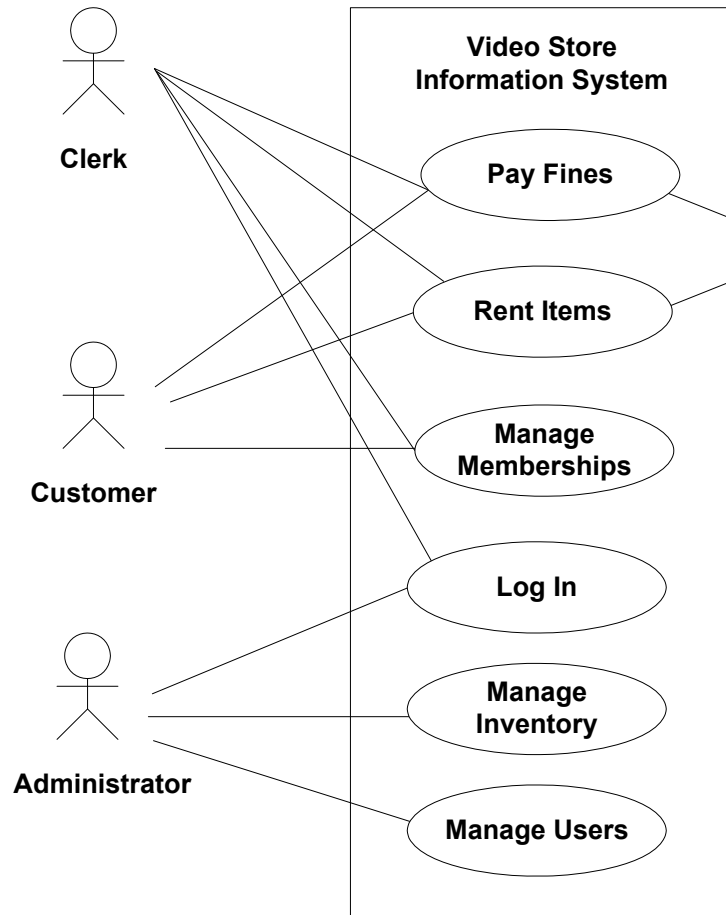 Video Store
Information System
Clerk
Pay Fines
Rent Items
Customer
Manage
Memberships
Log In
Administrator
Manage
Inventory
Manage Users